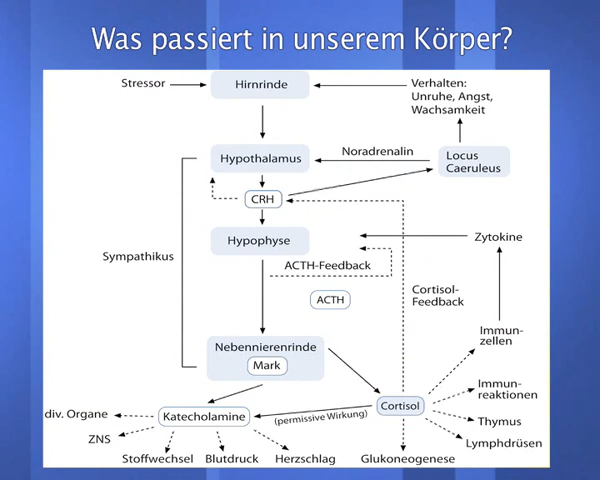 Was passiert in unserem Körper?
Stressor
Hirnrinde
Verhalten:
Unruhe, Angst,
Wachsamkeit
Hypothalamus
Noradrenalin
Locus
Caeruleus
CRH
Hypophyse
Zytokine
Sympathikus
ACTH-Feedback
ACTH
Cortisol-
Feedback
Immun-
zellen
Nebennierenrinde
Mark
Immun-
reaktionen
Cortisol
div. Organe
Katecholamine
(permissive Wirkung)
Thymus
ZNS
Lymphdrüsen
Stoffwechsel
Blutdruck
Herzschlag
Glukoneogenese